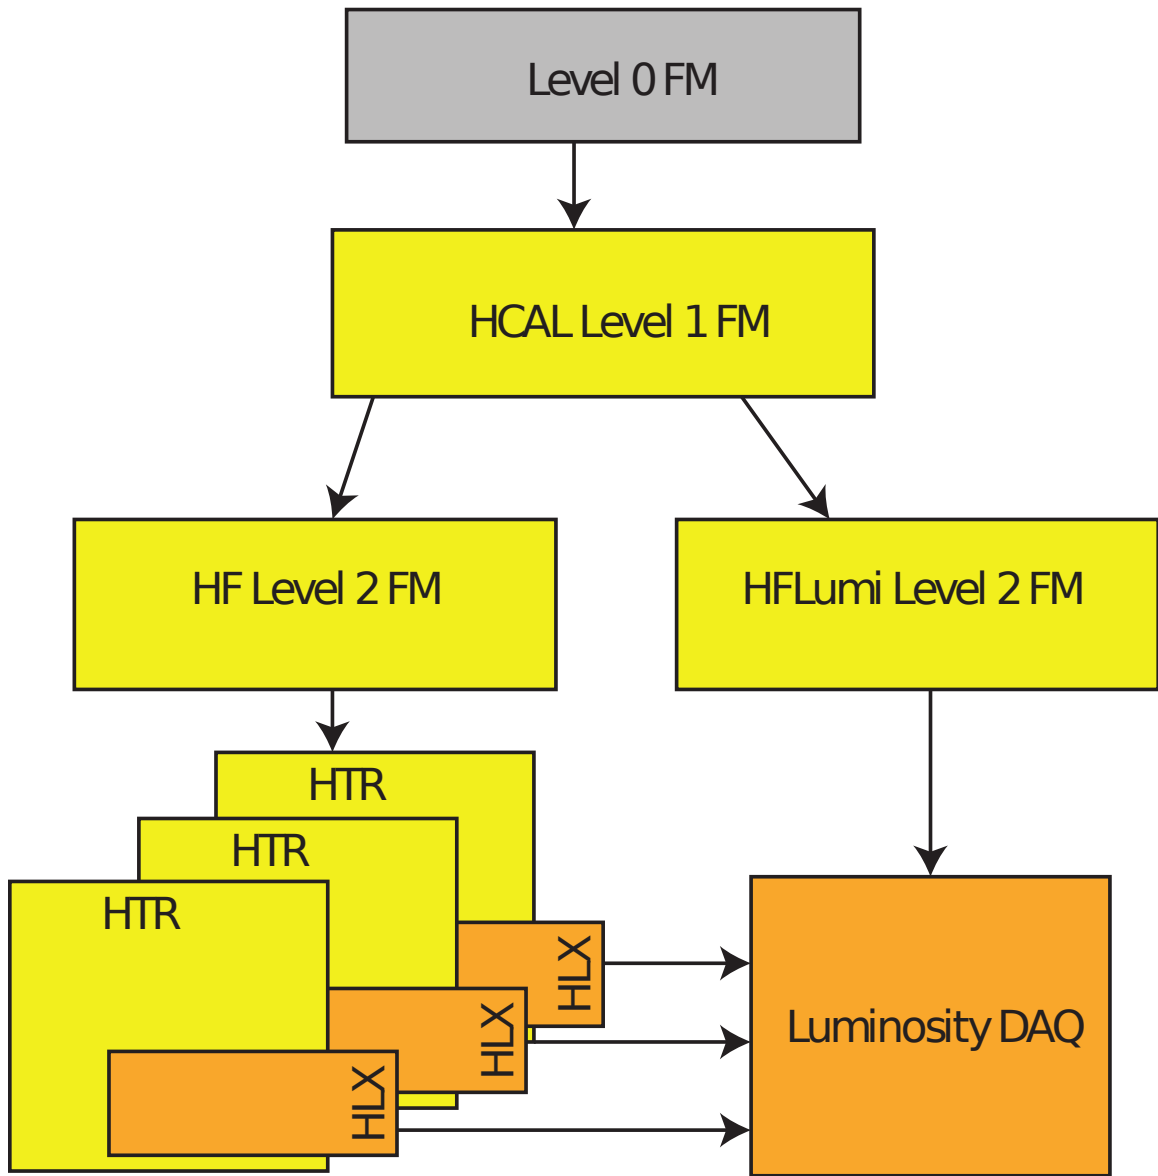 Level 0 FM
HCAL Level 1 FM
HF Level 2 FM
HFLumi Level 2 FM
HTR
HTR
HTR
HLX
HLX
HLX
Luminosity DAQ